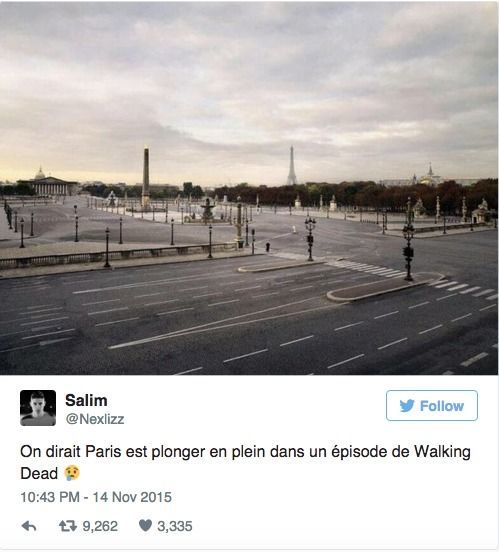 Salim
@Nexlizz
Follow
On dirait Paris est plonger en plein dans un épisode de Walking
Dead 😢
10:43 PM - 14 Nov 2015
9,262 3,335